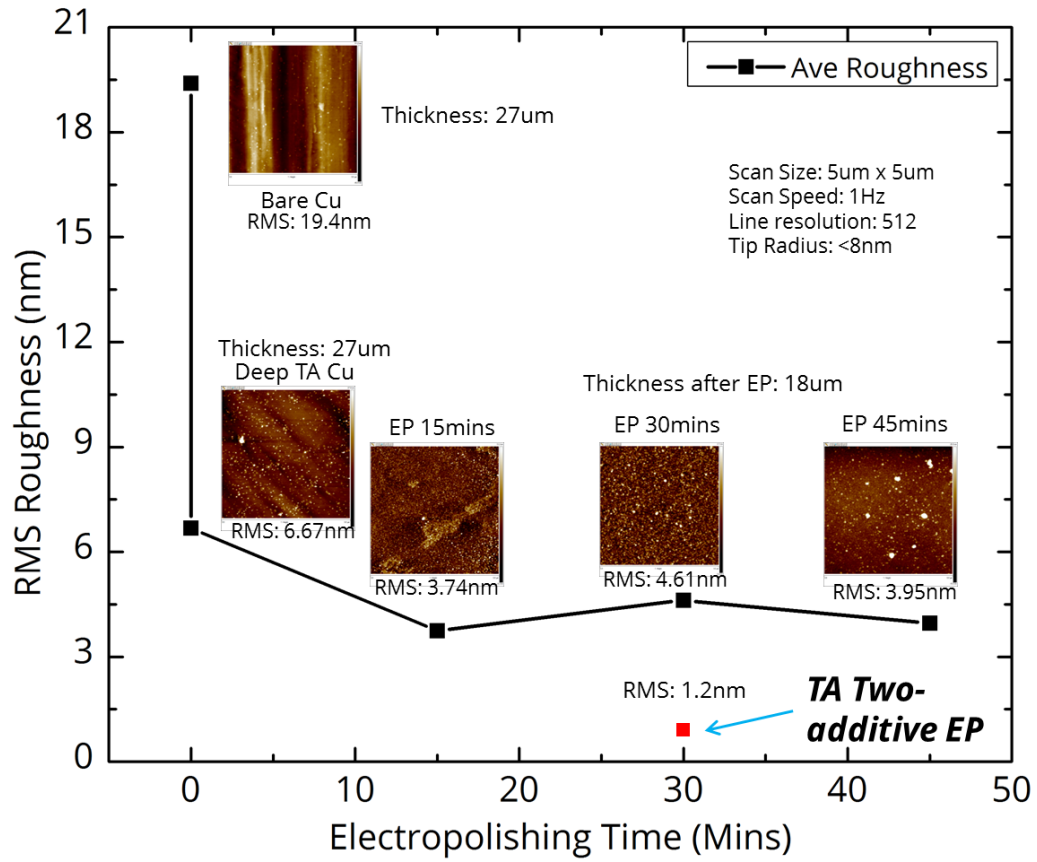 21
18
15
12
9
6
3
0
RMS Roughness (nm)
0
10
20
30
40
50
Electropolishing Time (Mins)
Ave Roughness
Thickness: 27um
Bare Cu
RMS: 19.4nm
Scan Size: 5um x 5um
Scan Speed: 1Hz
Line resolution: 512
Tip Radius: <8nm
Thickness: 27um
Deep TA Cu
RMS: 6.67nm
EP 15mins
RMS: 3.74nm
Thickness after EP: 18um
EP 30mins
RMS: 4.61nm
EP 45mins
RMS: 3.95nm
RMS: 1.2nm
TA Two-
additive EP